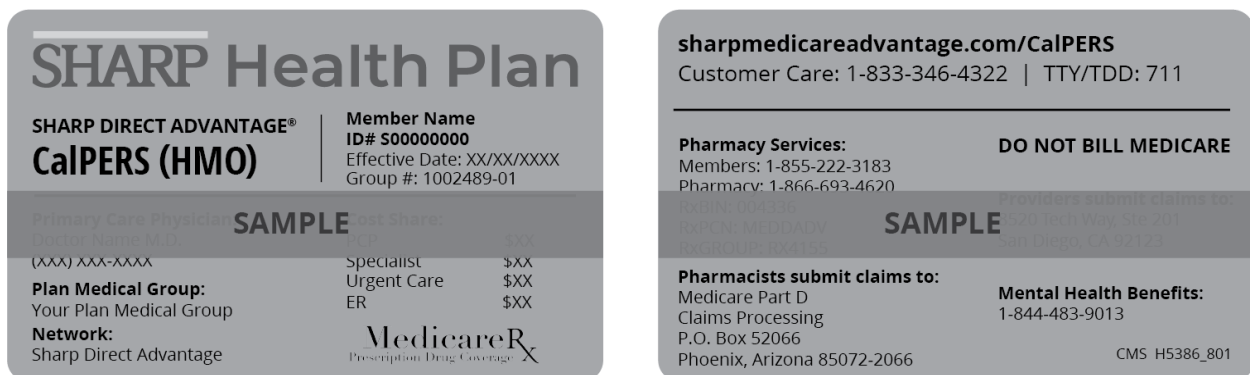 SHARP Health Plan
SHARP DIRECT ADVANTAGE®
CalPERS (HMO)
Member Name
ID# S00000000
Effective Date: XX/XX/XXXX
Group #: 1002489-01
Primary Care Physician
Doctor Name M.D.
(XXX) XXX-XXXX
SAMPLE
Plan Medical Group:
Your Plan Medical Group
Network:
Sharp Direct Advantage
Cost Share:
PCP $XX
Specialist $XX
Urgent Care $XX
ER $XX
MedicareRx
Prescription Drug Coverage
sharpmedicareadvantage.com/CalPERS
Customer Care: 1-833-346-4322 | TTY/TDD: 711
Pharmacy Services:
Members: 1-855-222-3183
Pharmacy: 1-866-693-4620
RxBIN: 004336
RxPCN: MEDDADV
RxGROUP: RX4155
SAMPLE
Pharmacists submit claims to:
Medicare Part D
Claims Processing
P.O. Box 52066
Phoenix, Arizona 85072-2066
DO NOT BILL MEDICARE
Providers submit claims to:
Tech Way, Ste 201
San Diego, CA 92123
Mental Health Benefits:
1-844-483-9013
CMS H5386_801